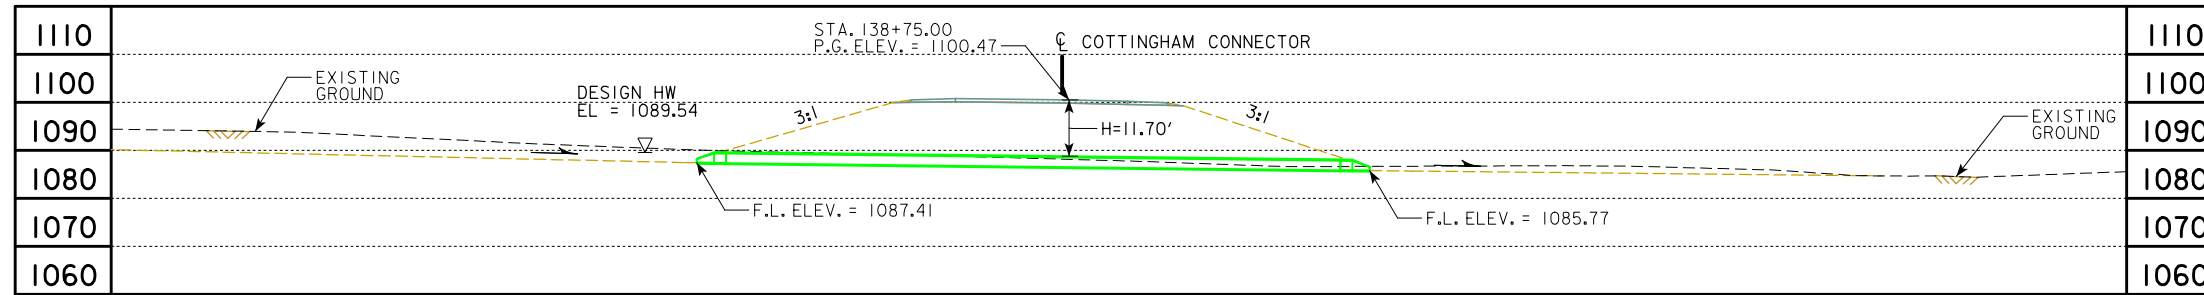 1110
1100
1090
1080
1070
1060
EXISTING
GROUND
DESIGN HW
EL = 1089.54
STA. 138+75.00
P.G. ELEV. = 1100.47
℄ COTTINGHAM CONNECTOR
3:1
H=11.70'
3:1
F.L. ELEV. = 1087.41
F.L. ELEV. = 1085.77
EXISTING
GROUND
1110
1100
1090
1080
1070
1060